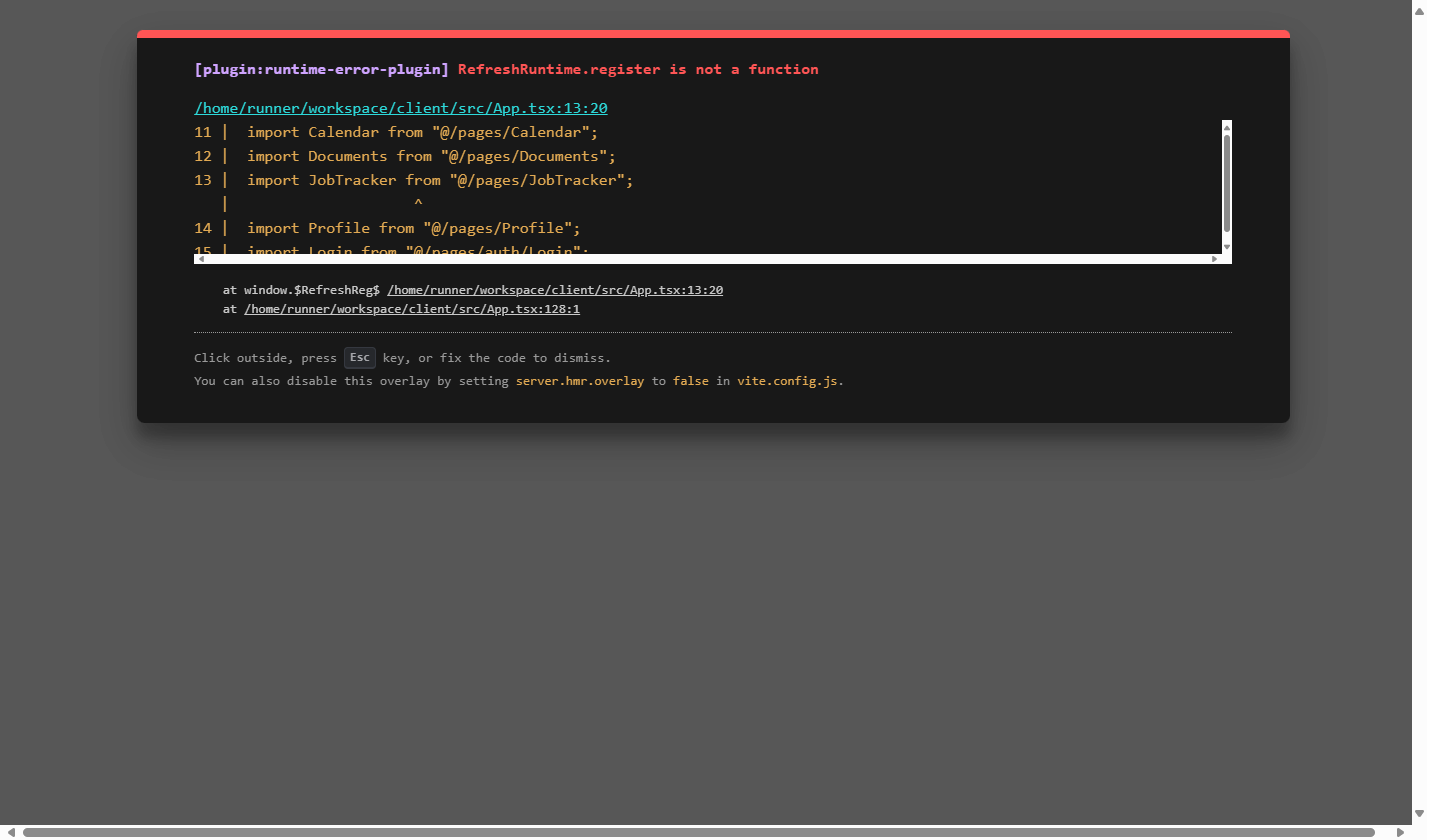 [plugin:runtime-error-plugin] RefreshRuntime.register is not a function
/home/runner/workspace/client/src/App.tsx:13:20
11 |  import Calendar from "@/pages/Calendar";
12 |  import Documents from "@/pages/Documents";
13 |  import JobTracker from "@/pages/JobTracker";
   |                     ^
14 |  import Profile from "@/pages/Profile";
15 |  import Login from "@/pages/auth/Login";
at window.$RefreshReg$ /home/runner/workspace/client/src/App.tsx:13:20
at /home/runner/workspace/client/src/App.tsx:128:1
Click outside, press Esc key, or fix the code to dismiss.
You can also disable this overlay by setting server.hmr.overlay to false in vite.config.js.